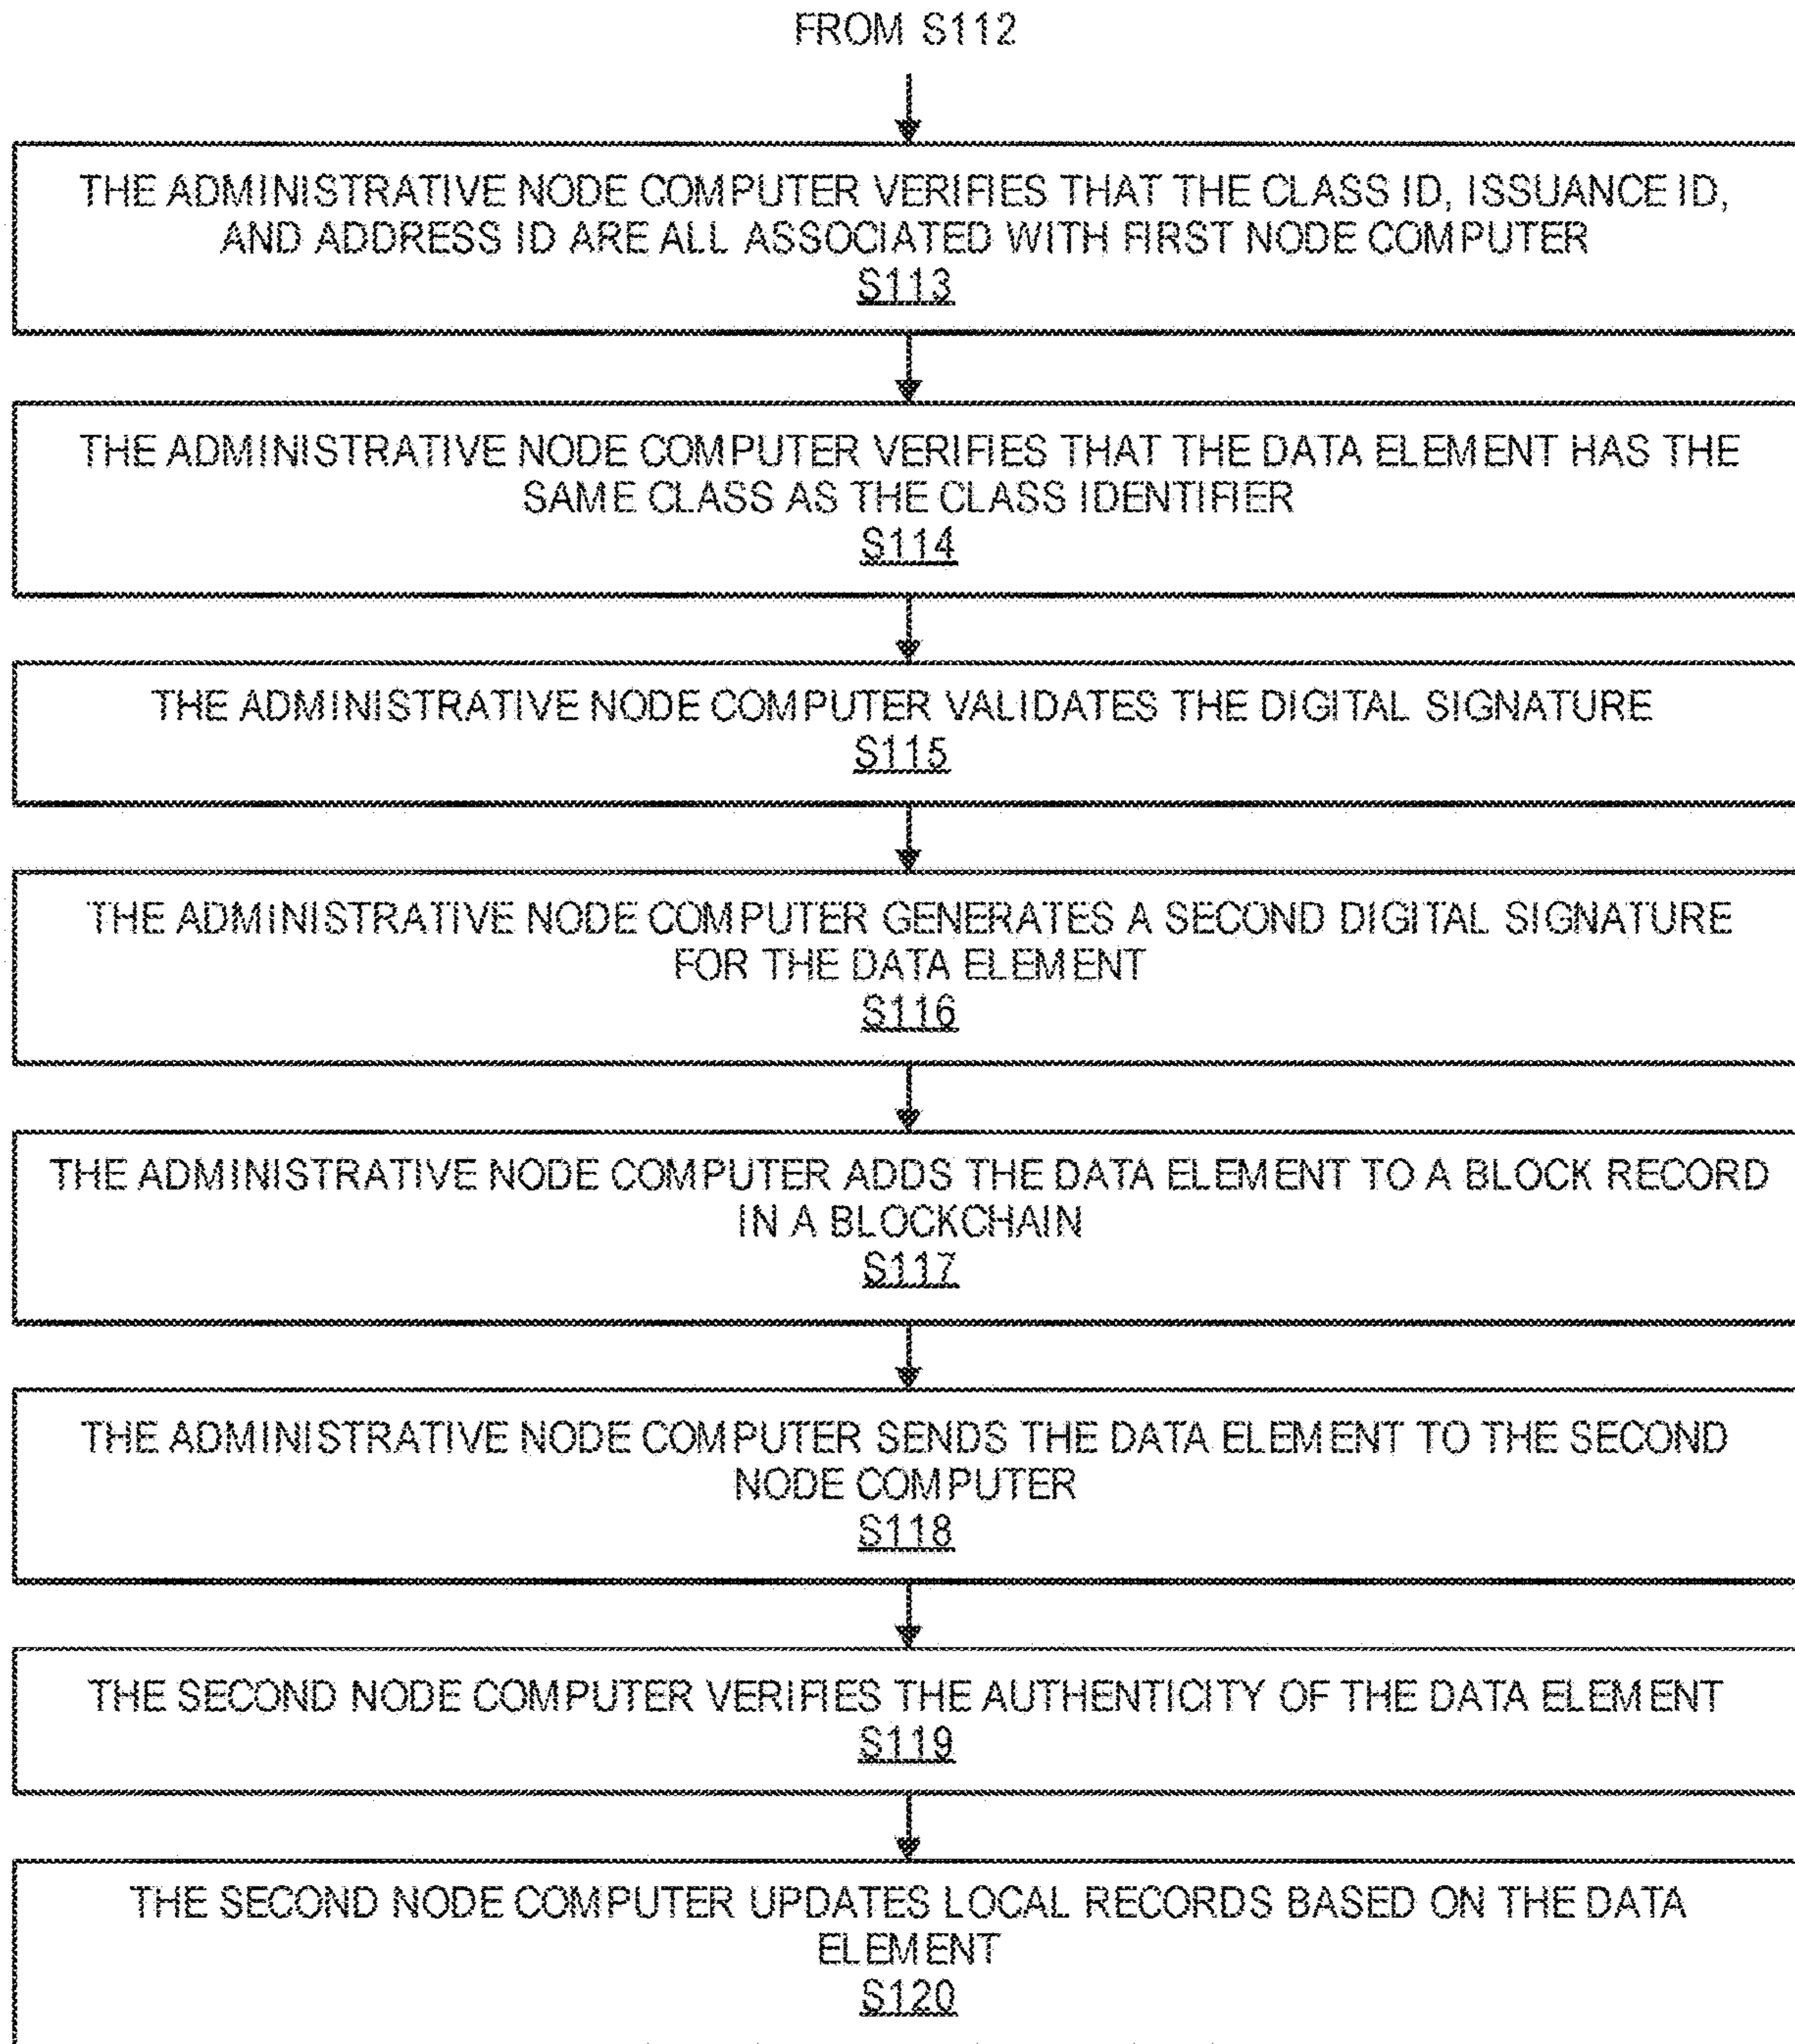 FROM S112
THE ADMINISTRATIVE NODE COMPUTER VERIFIES THAT THE CLASS ID, ISSUANCE ID,
AND ADDRESS ID ARE ALL ASSOCIATED WITH FIRST NODE COMPUTER
S113
THE ADMINISTRATIVE NODE COMPUTER VERIFIES THAT THE DATA ELEMENT HAS THE
SAME CLASS AS THE CLASS IDENTIFIER
S114
THE ADMINISTRATIVE NODE COMPUTER VALIDATES THE DIGITAL SIGNATURE
S115
THE ADMINISTRATIVE NODE COMPUTER GENERATES A SECOND DIGITAL SIGNATURE
FOR THE DATA ELEMENT
S116
THE ADMINISTRATIVE NODE COMPUTER ADDS THE DATA ELEMENT TO A BLOCK RECORD
IN A BLOCKCHAIN
S117
THE ADMINISTRATIVE NODE COMPUTER SENDS THE DATA ELEMENT TO THE SECOND
NODE COMPUTER
S118
THE SECOND NODE COMPUTER VERIFIES THE AUTHENTICITY OF THE DATA ELEMENT
S119
THE SECOND NODE COMPUTER UPDATES LOCAL RECORDS BASED ON THE DATA
ELEMENT
S120